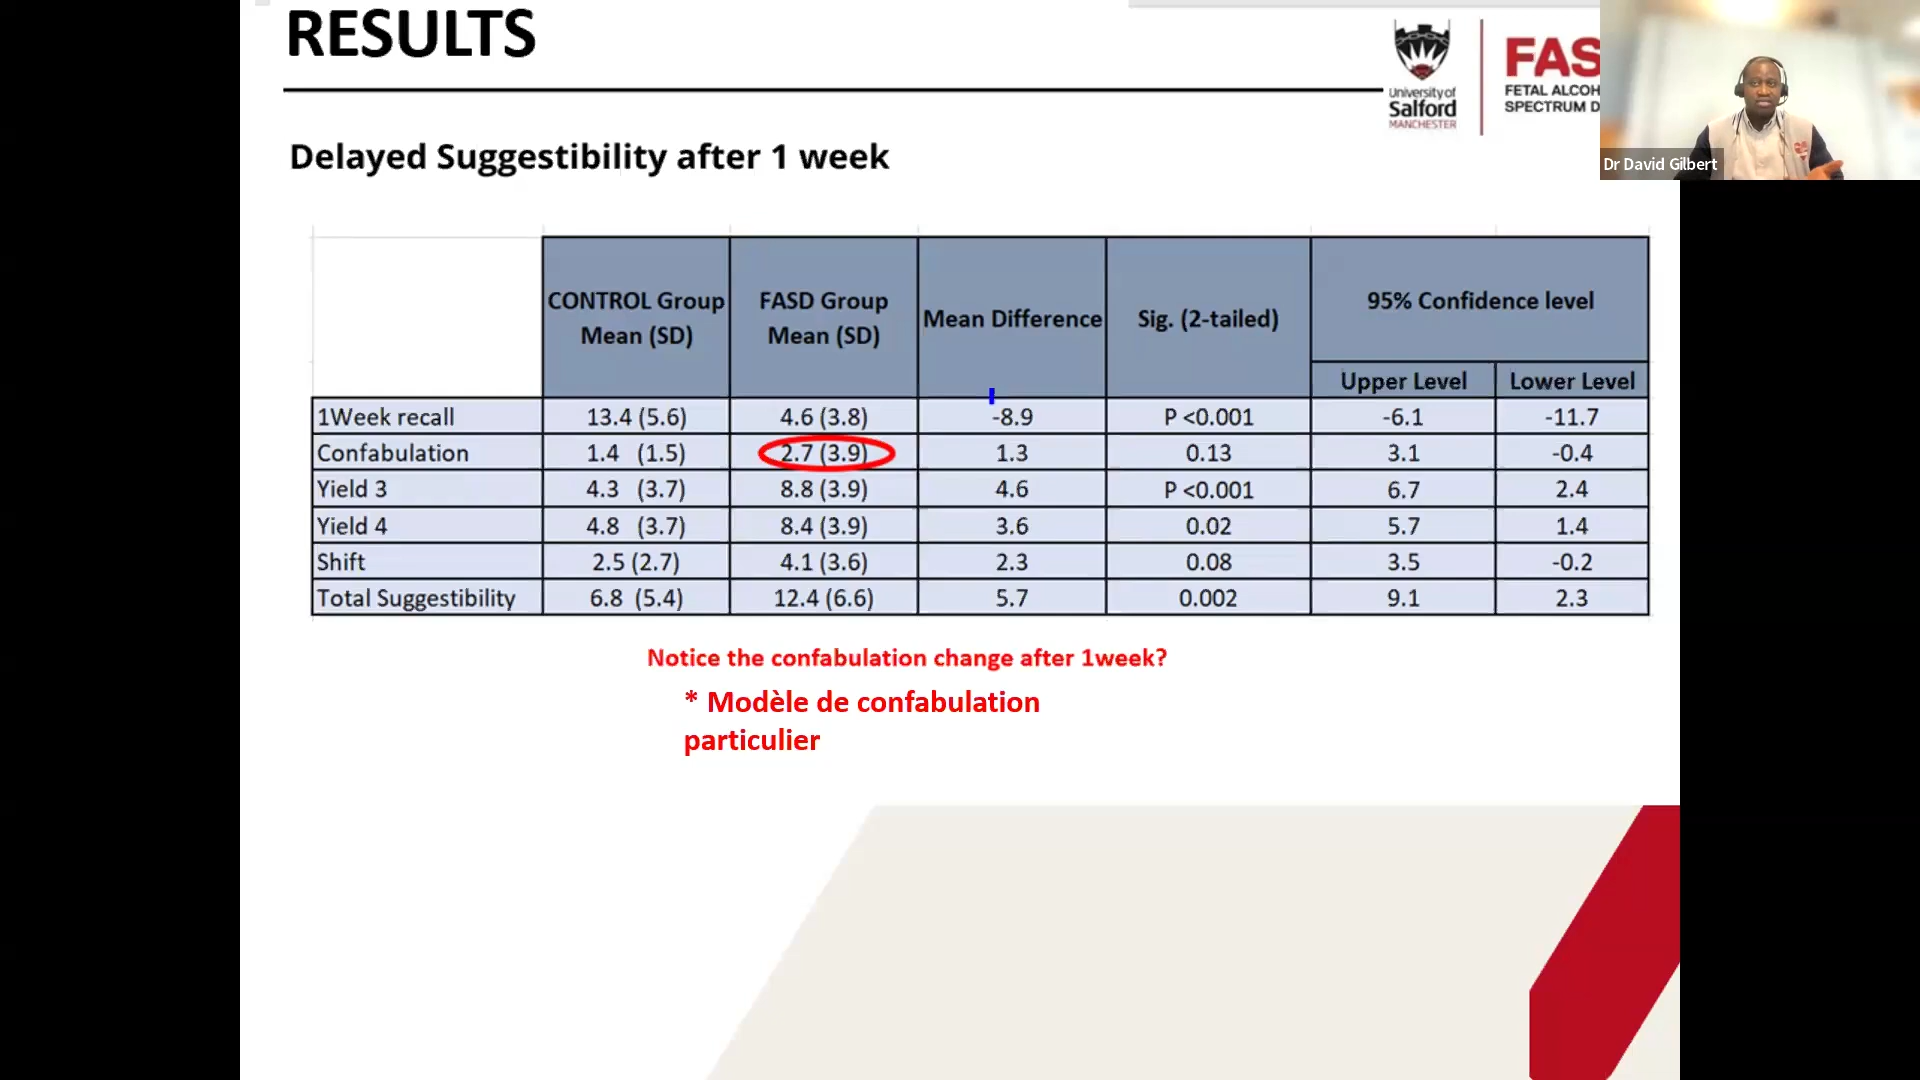 RESULTS
University of
Salford
MANCHESTER
FAS
FETAL ALCOH
SPECTRUM D
Dr David Gilbert
Delayed Suggestibility after 1 week
CONTROL Group Mean (SD) FASD Group Mean (SD) Mean Difference Sig. (2-tailed) 95% Confidence level
Upper Level Lower Level
1Week recall 13.4 (5.6) 4.6 (3.8) -8.9 P <0.001 -6.1 -11.7
Confabulation 1.4 (1.5) 2.7 (3.9) 1.3 0.13 3.1 -0.4
Yield 3 4.3 (3.7) 8.8 (3.9) 4.6 P <0.001 6.7 2.4
Yield 4 4.8 (3.7) 8.4 (3.9) 3.6 0.02 5.7 1.4
Shift 2.5 (2.7) 4.1 (3.6) 2.3 0.08 3.5 -0.2
Total Suggestibility 6.8 (5.4) 12.4 (6.6) 5.7 0.002 9.1 2.3
Notice the confabulation change after 1week?
* Modèle de confabulation
particulier